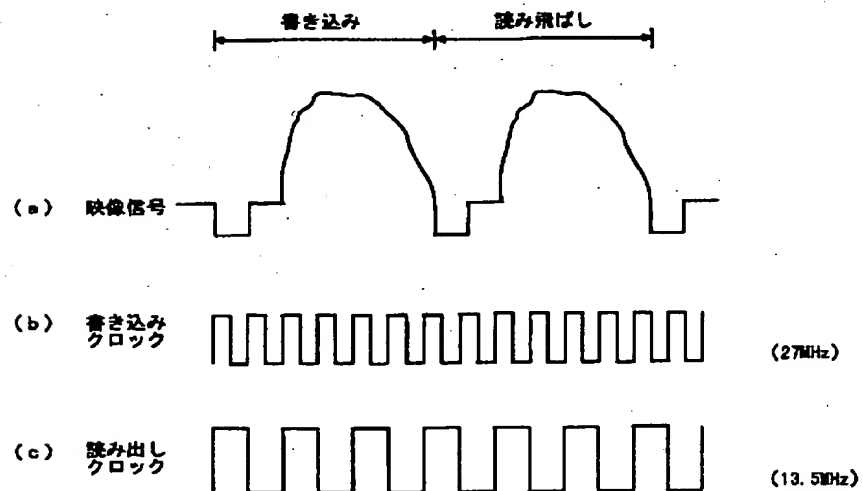 書き込み 読み飛ばし
(a) 映像信号
(b) 書き込み
クロック
(27MHz)
(c) 読み出し
クロック
(13.5MHz)